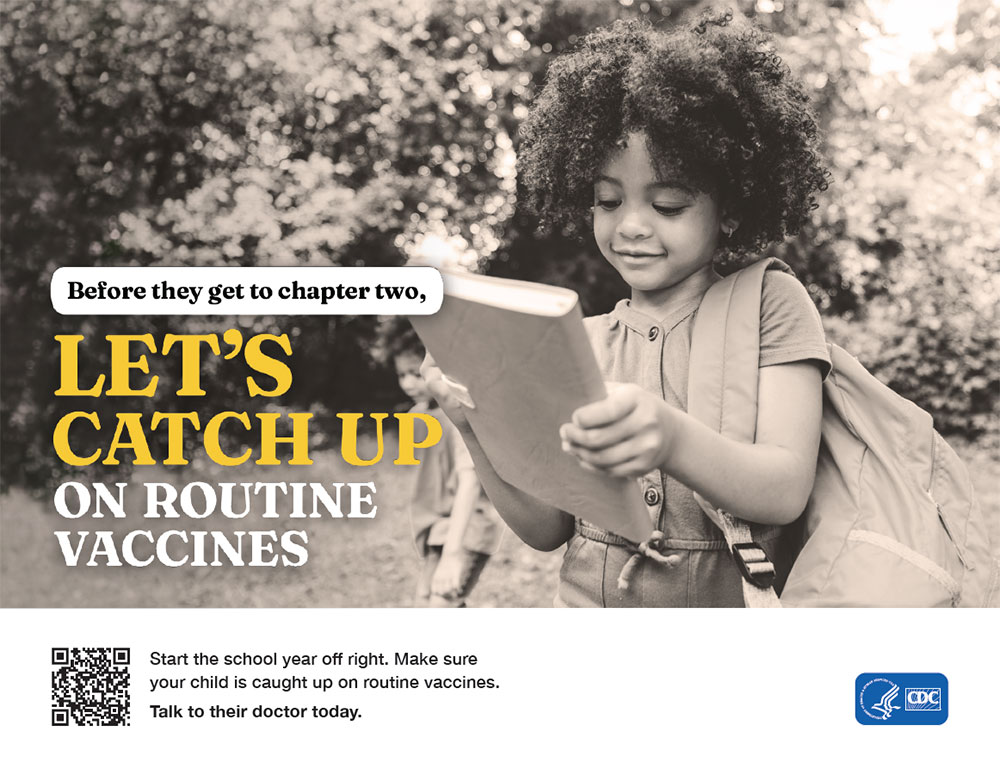 Before they get to chapter two,
LET'S
CATCH UP
ON ROUTINE
VACCINES
Start the school year off right. Make sure
your child is caught up on routine vaccines.
Talk to their doctor today.
CDC